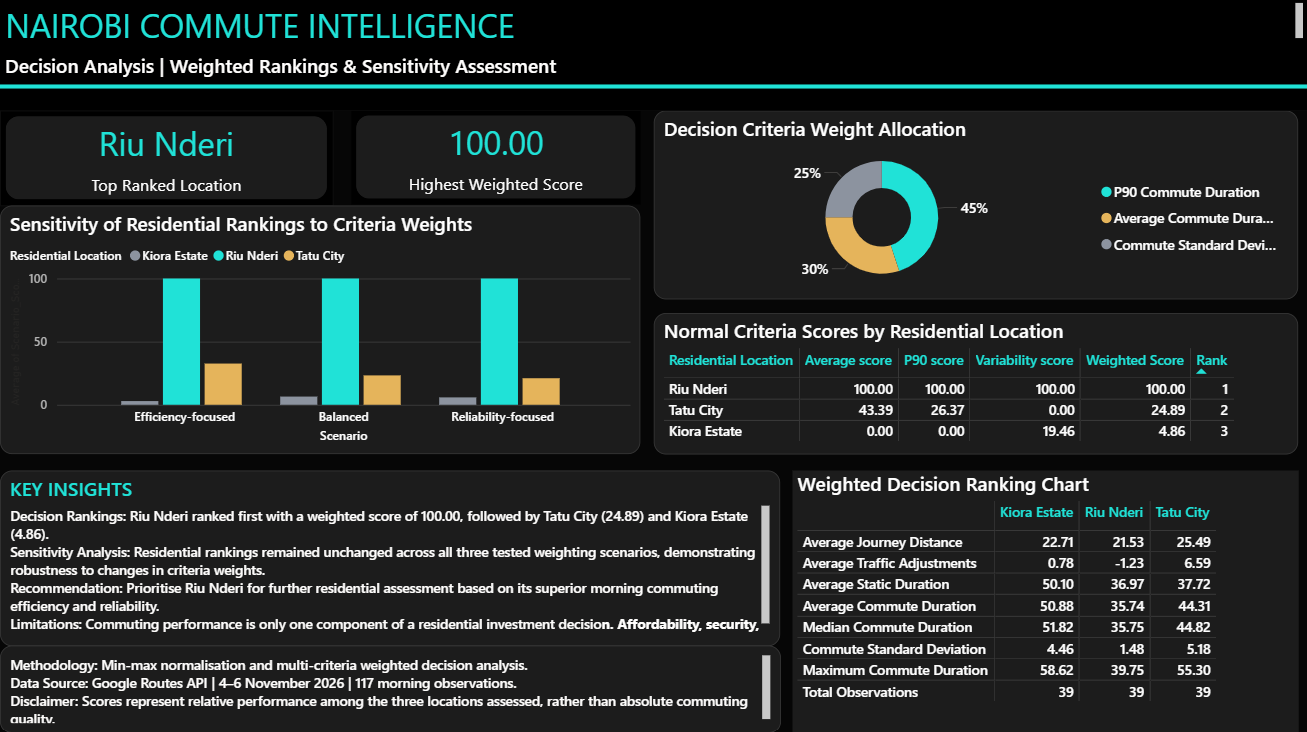 NAIROBI COMMUTE INTELLIGENCE
Decision Analysis | Weighted Rankings & Sensitivity Assessment
Riu Nderi
Top Ranked Location
100.00
Highest Weighted Score
Decision Criteria Weight Allocation
25%
45%
30%
P90 Commute Duration
Average Commute Dura...
Commute Standard Devi...
Sensitivity of Residential Rankings to Criteria Weights
Residential Location Kiora Estate Riu Nderi Tatu City
100
50
0
Efficiency-focused Balanced Reliability-focused
Scenario
Normal Criteria Scores by Residential Location
Residential Location Average score P90 score Variability score Weighted Score Rank
Riu Nderi 100.00 100.00 100.00 100.00 1
Tatu City 43.39 26.37 0.00 24.89 2
Kiora Estate 0.00 0.00 19.46 4.86 3
KEY INSIGHTS
Decision Rankings: Riu Nderi ranked first with a weighted score of 100.00, followed by Tatu City (24.89) and Kiora Estate
(4.86).
Sensitivity Analysis: Residential rankings remained unchanged across all three tested weighting scenarios, demonstrating
robustness to changes in criteria weights.
Recommendation: Prioritise Riu Nderi for further residential assessment based on its superior morning commuting
efficiency and reliability.
Limitations: Commuting performance is only one component of a residential investment decision. Affordability, security,
Methodology: Min-max normalisation and multi-criteria weighted decision analysis.
Data Source: Google Routes API | 4–6 November 2026 | 117 morning observations.
Disclaimer: Scores represent relative performance among the three locations assessed, rather than absolute commuting
quality.
Weighted Decision Ranking Chart
Kiora Estate Riu Nderi Tatu City
Average Journey Distance 22.71 21.53 25.49
Average Traffic Adjustments 0.78 -1.23 6.59
Average Static Duration 50.10 36.97 37.72
Average Commute Duration 50.88 35.74 44.31
Median Commute Duration 51.82 35.75 44.82
Commute Standard Deviation 4.46 1.48 5.18
Maximum Commute Duration 58.62 39.75 55.30
Total Observations 39 39 39